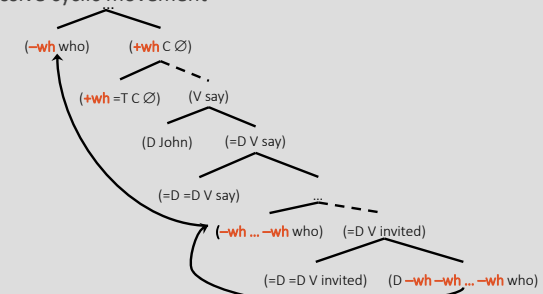 ...
(–wh who) (+wh C ∅)
(+wh =T C ∅) (V say)
(D John) (=D V say)
(=D =D V say) ...
(–wh ... –wh who) (=D V invited)
(=D =D V invited) (D –wh –wh ... –wh who)